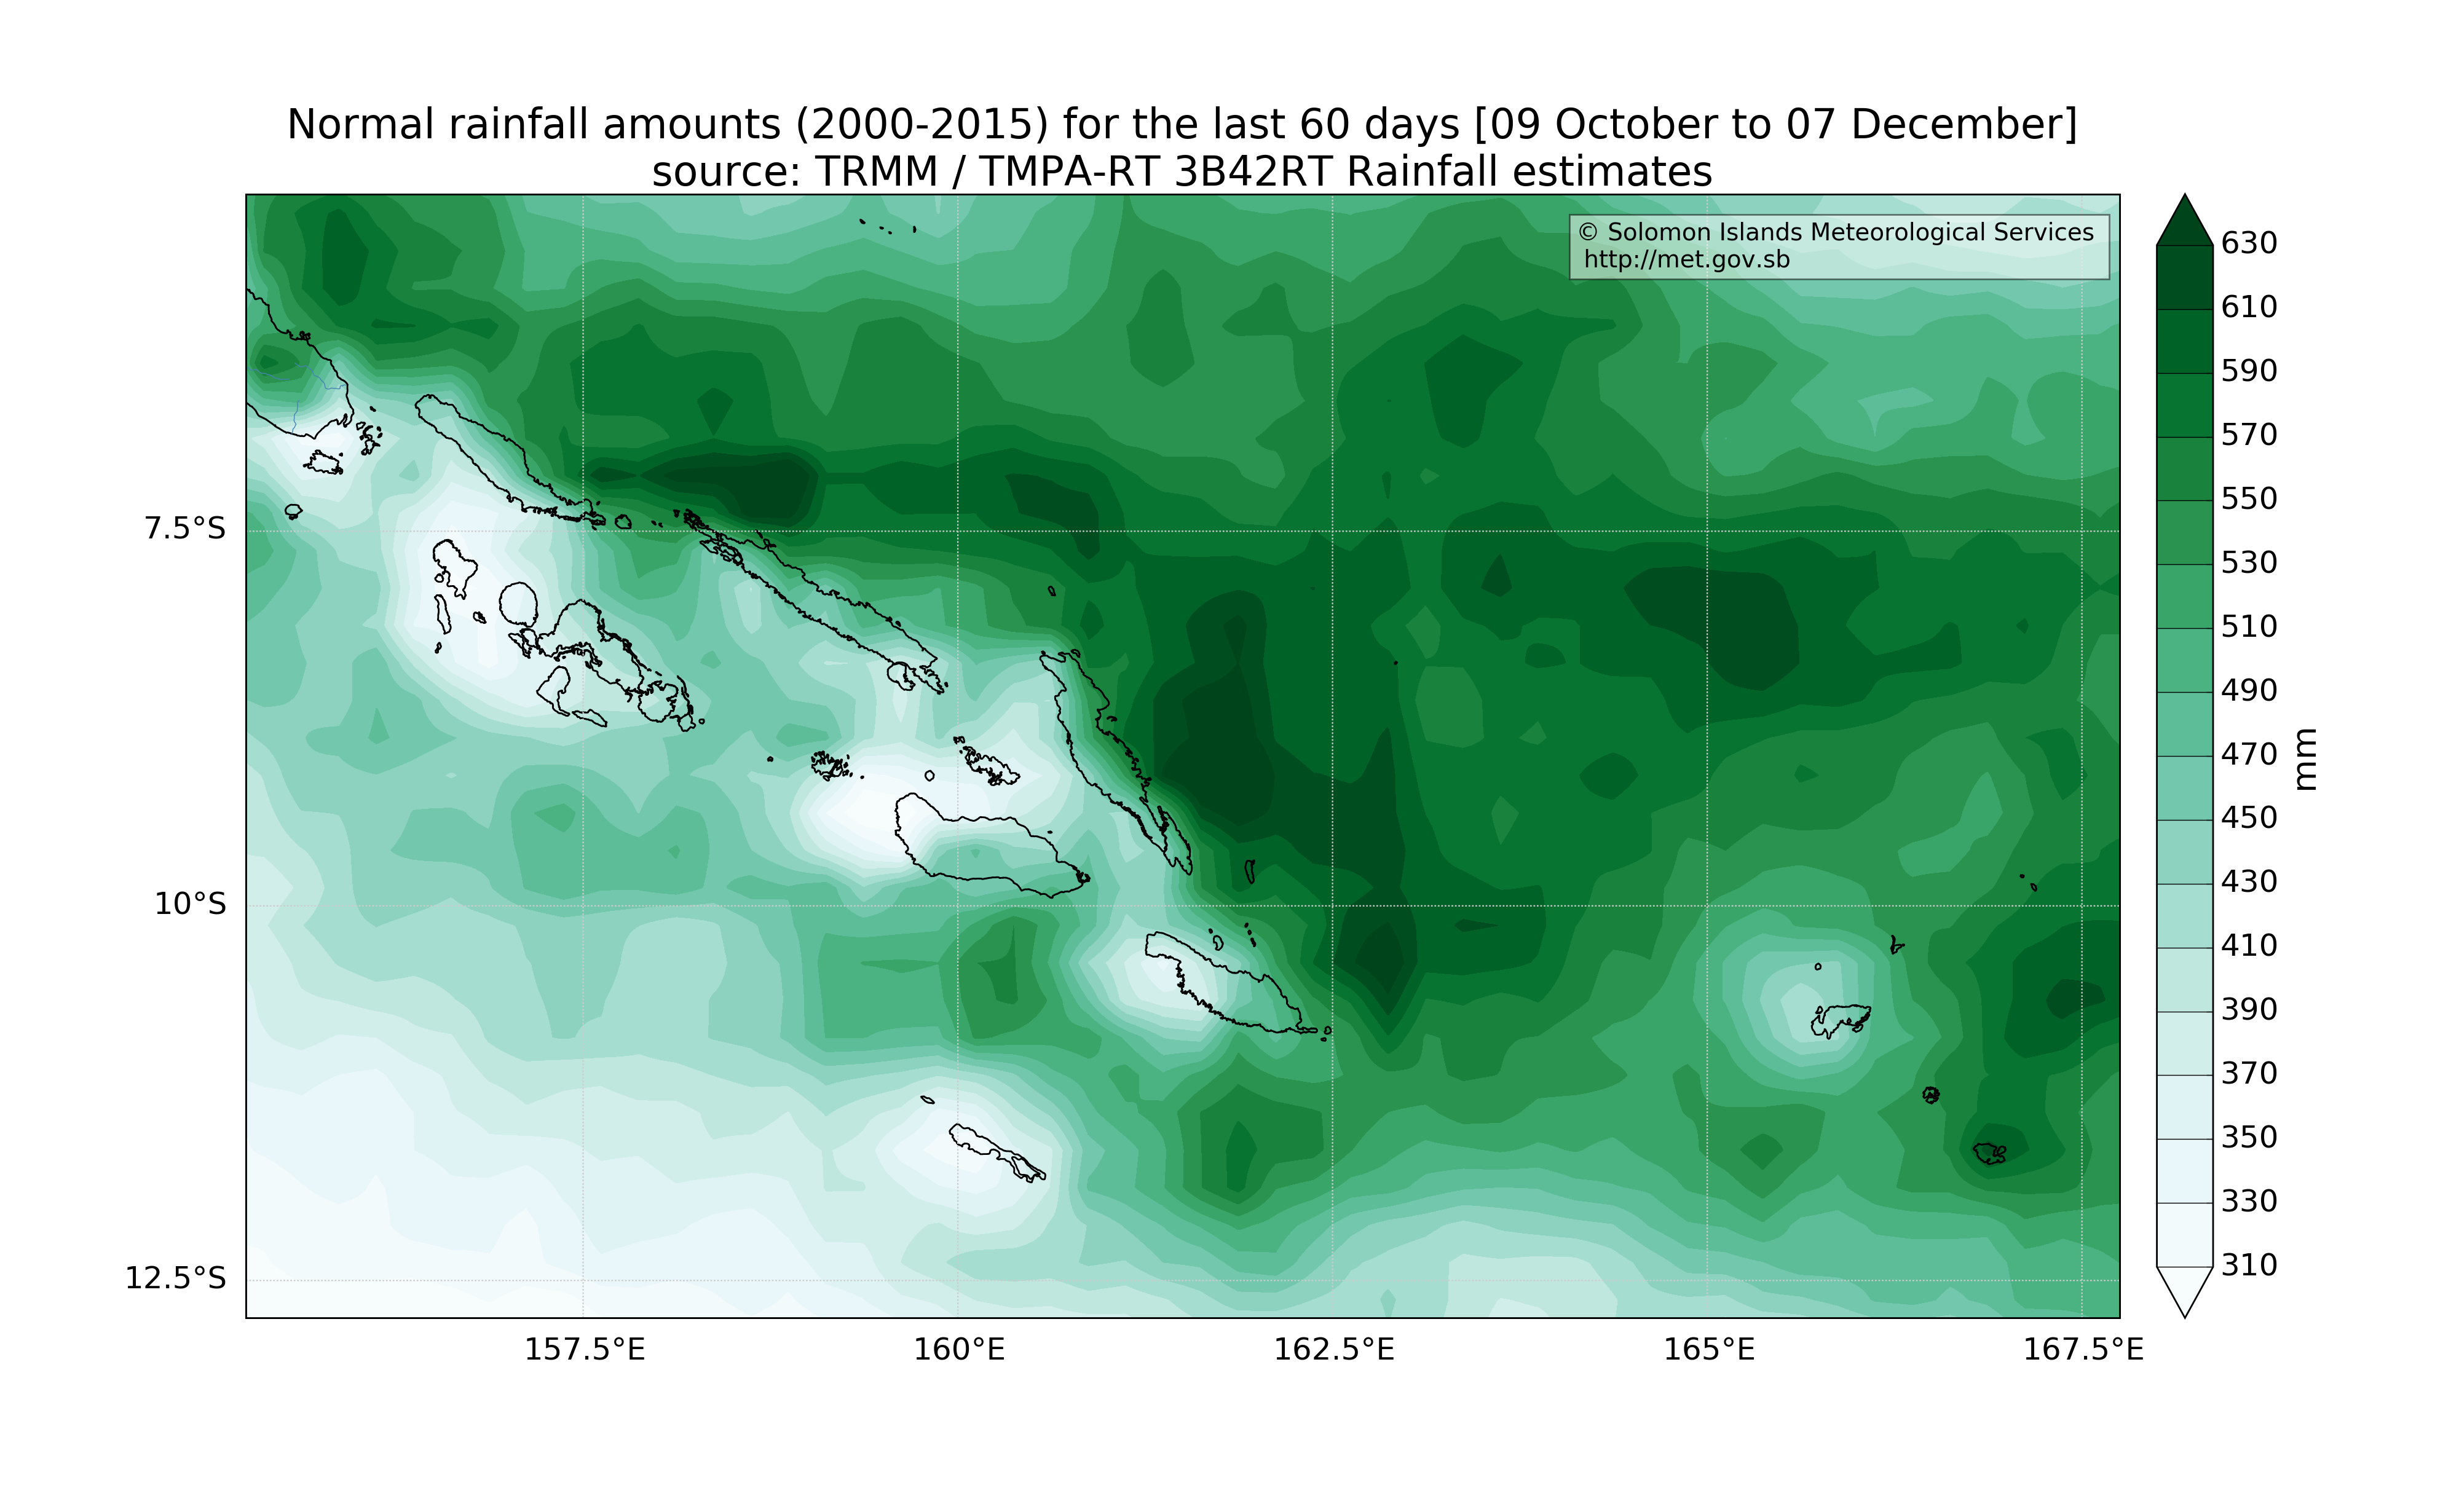 Normal rainfall amounts (2000-2015) for the last 60 days [09 October to 07 December]
source: TRMM / TMPA-RT 3B42RT Rainfall estimates
© Solomon Islands Meteorological Services
http://met.gov.sb
630
610
590
570
550
530
510
490
470
450
430
410
390
370
350
330
310
mm
7.5°S
10°S
12.5°S
157.5°E
160°E
162.5°E
165°E
167.5°E